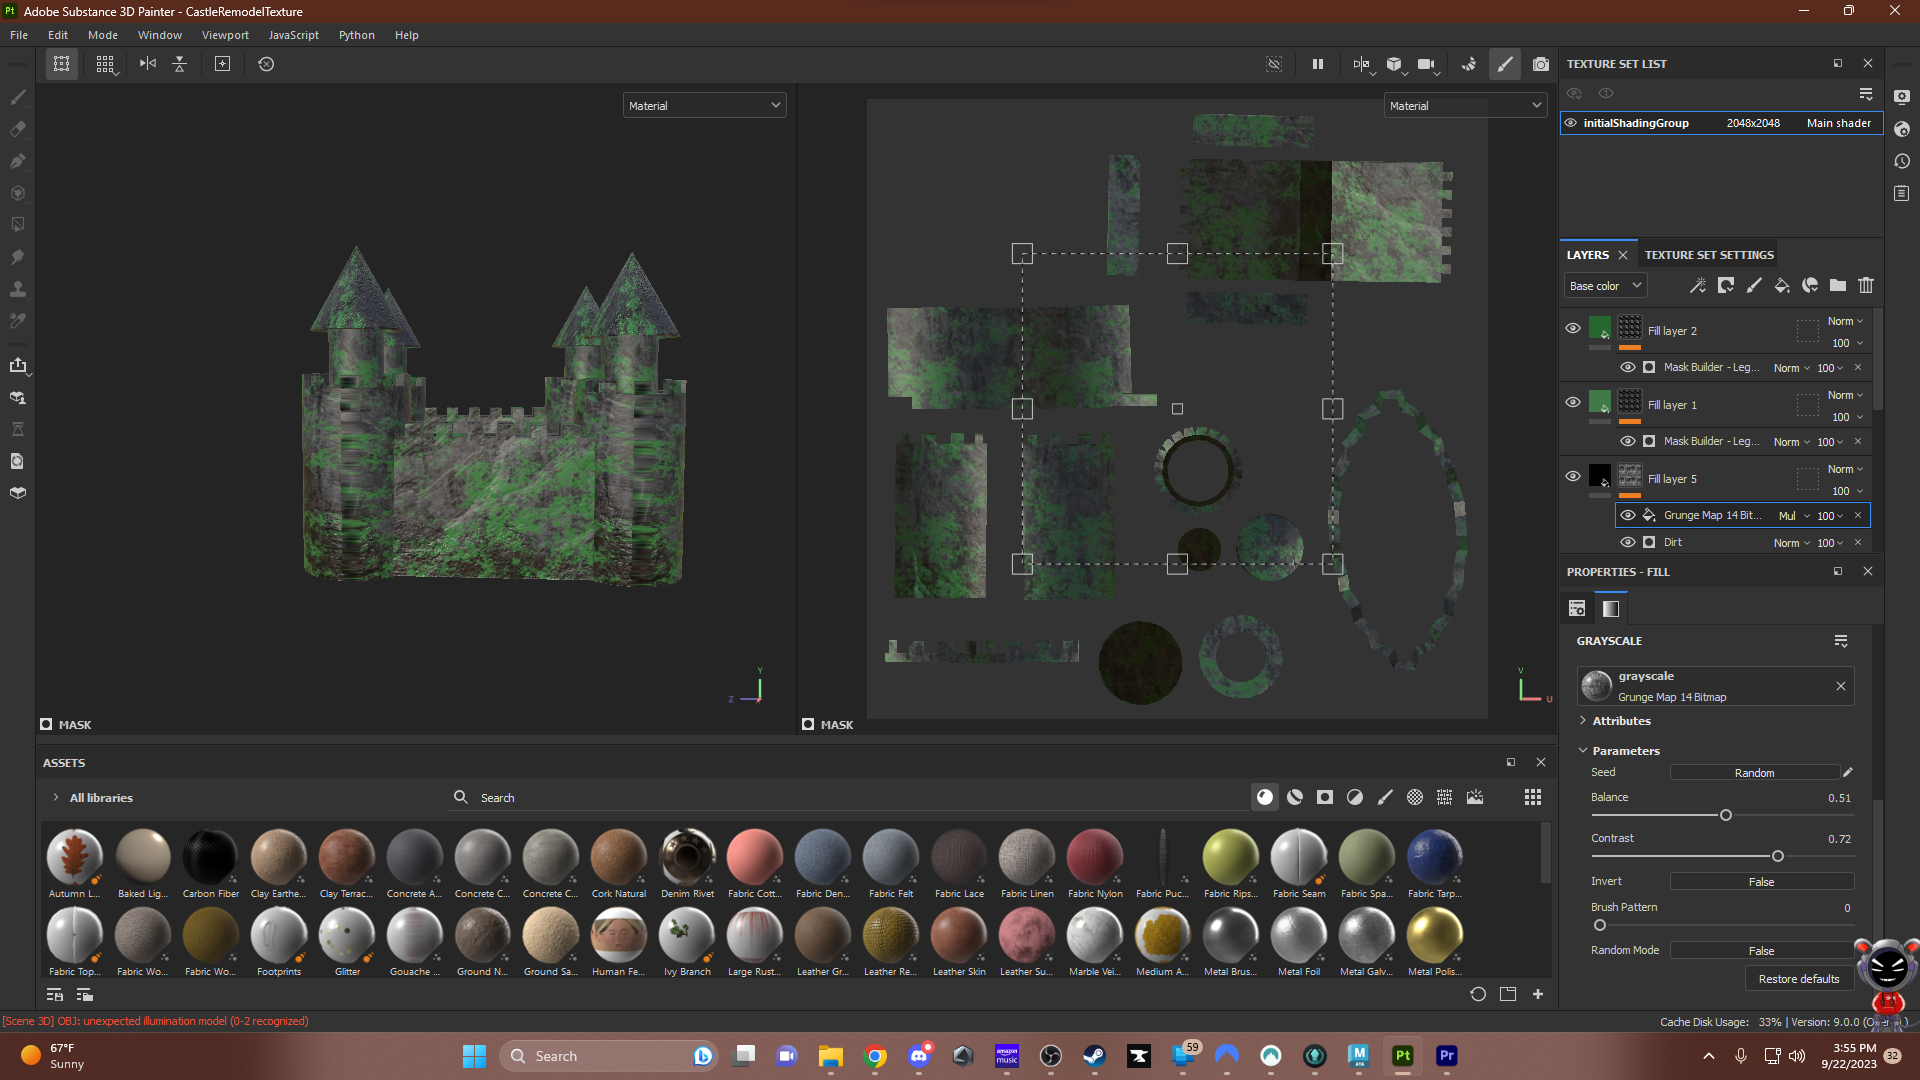 Pt Adobe Substance 3D Painter - CastleRemodelTexture
File Edit Mode Window Viewport JavaScript Python Help
Material
Material
Y
Z
V
U
MASK
MASK
TEXTURE SET LIST
initialShadingGroup 2048x2048 Main shader
LAYERS TEXTURE SET SETTINGS
Base color
Fill layer 2 Norm
100
Mask Builder - Leg... Norm 100
Fill layer 1 Norm
100
Mask Builder - Leg... Norm 100
Fill layer 5 Norm
100
Grunge Map 14 Bit... Mul 100
Dirt Norm 100
PROPERTIES - FILL
GRAYSCALE
grayscale
Grunge Map 14 Bitmap
Attributes
Parameters
Seed Random
Balance 0.51
Contrast 0.72
Invert False
Brush Pattern 0
Random Mode False
Restore defaults
ASSETS
All libraries Search
Autumn L... Baked Lig... Carbon Fiber Clay Earthe... Clay Terrac... Concrete A... Concrete C... Concrete C... Cork Natural Denim Rivet Fabric Cott... Fabric Den... Fabric Felt Fabric Lace Fabric Linen Fabric Nylon Fabric Puc... Fabric Rips... Fabric Seam Fabric Spa... Fabric Tarp...
Fabric Top... Fabric Wo... Fabric Wo... Footprints Glitter Gouache ... Ground N... Ground Sa... Human Fe... Ivy Branch Large Rust... Leather Gr... Leather Re... Leather Skin Leather Su... Marble Vei... Medium A... Metal Brus... Metal Foil Metal Galv... Metal Polis...
[Scene 3D] OBJ: unexpected illumination model (0-2 recognized)
Cache Disk Usage: 33% | Version: 9.0.0
67°F
Sunny
Search
amazon music
59
Pt
Pr
3:55 PM
9/22/2023
32